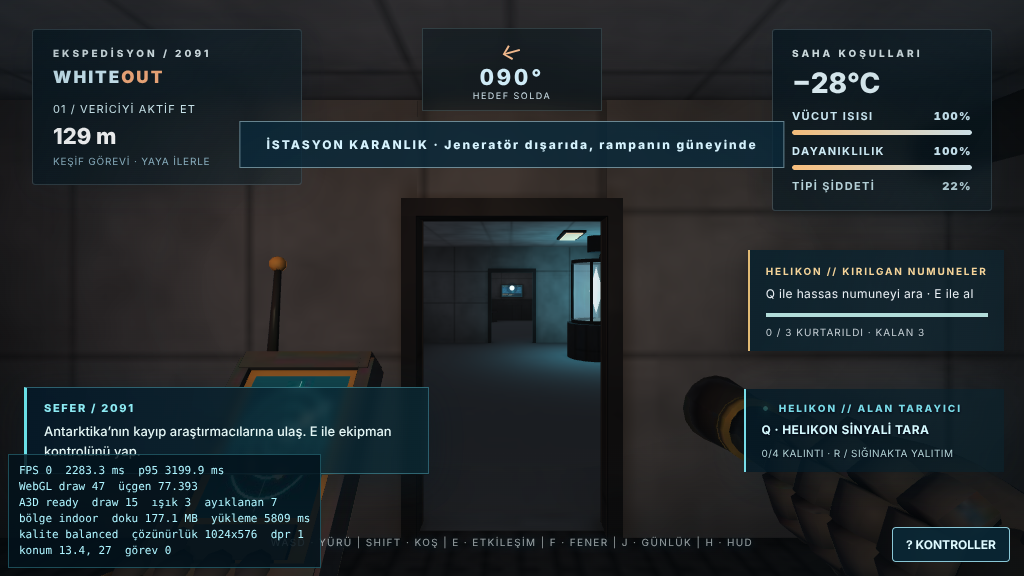 EKSPEDİSYON / 2091
WHITEOUT
01 / VERİCİYİ AKTİF ET
129 m
KEŞİF GÖREVİ · YAYA İLERLE
090°
HEDEF SOLDA
SAHA KOŞULLARI
−28°C
VÜCUT ISISI 100%
DAYANIKLILIK 100%
TİPİ ŞİDDETİ 22%
İSTASYON KARANLIK · Jeneratör dışarıda, rampanın güneyinde
HELIKON // KIRILGAN NUMUNELER
Q ile hassas numuneyi ara · E ile al
0 / 3 KURTARILDI · KALAN 3
SEFER / 2091
Antarktika’nın kayıp araştırmacılarına ulaş. E ile ekipman
kontrolünü yap.
HELIKON // ALAN TARAYICI
Q · HELIKON SİNYALİ TARA
0/4 KALINTI · R / SIĞINAKTA YALITIM
FPS 0 2283.3 ms p95 3199.9 ms
WebGL draw 47 üçgen 77.393
A3D ready draw 15 ışık 3 ayıklanan 7
bölge indoor doku 177.1 MB yükleme 5809 ms
kalite balanced çözünürlük 1024x576 dpr 1
konum 13.4, 27 görev 0
YÜRÜ | SHIFT · KOŞ | E · ETKİLEŞİM | F · FENER | J · GÜNLÜK | H · HUD
? KONTROLLER